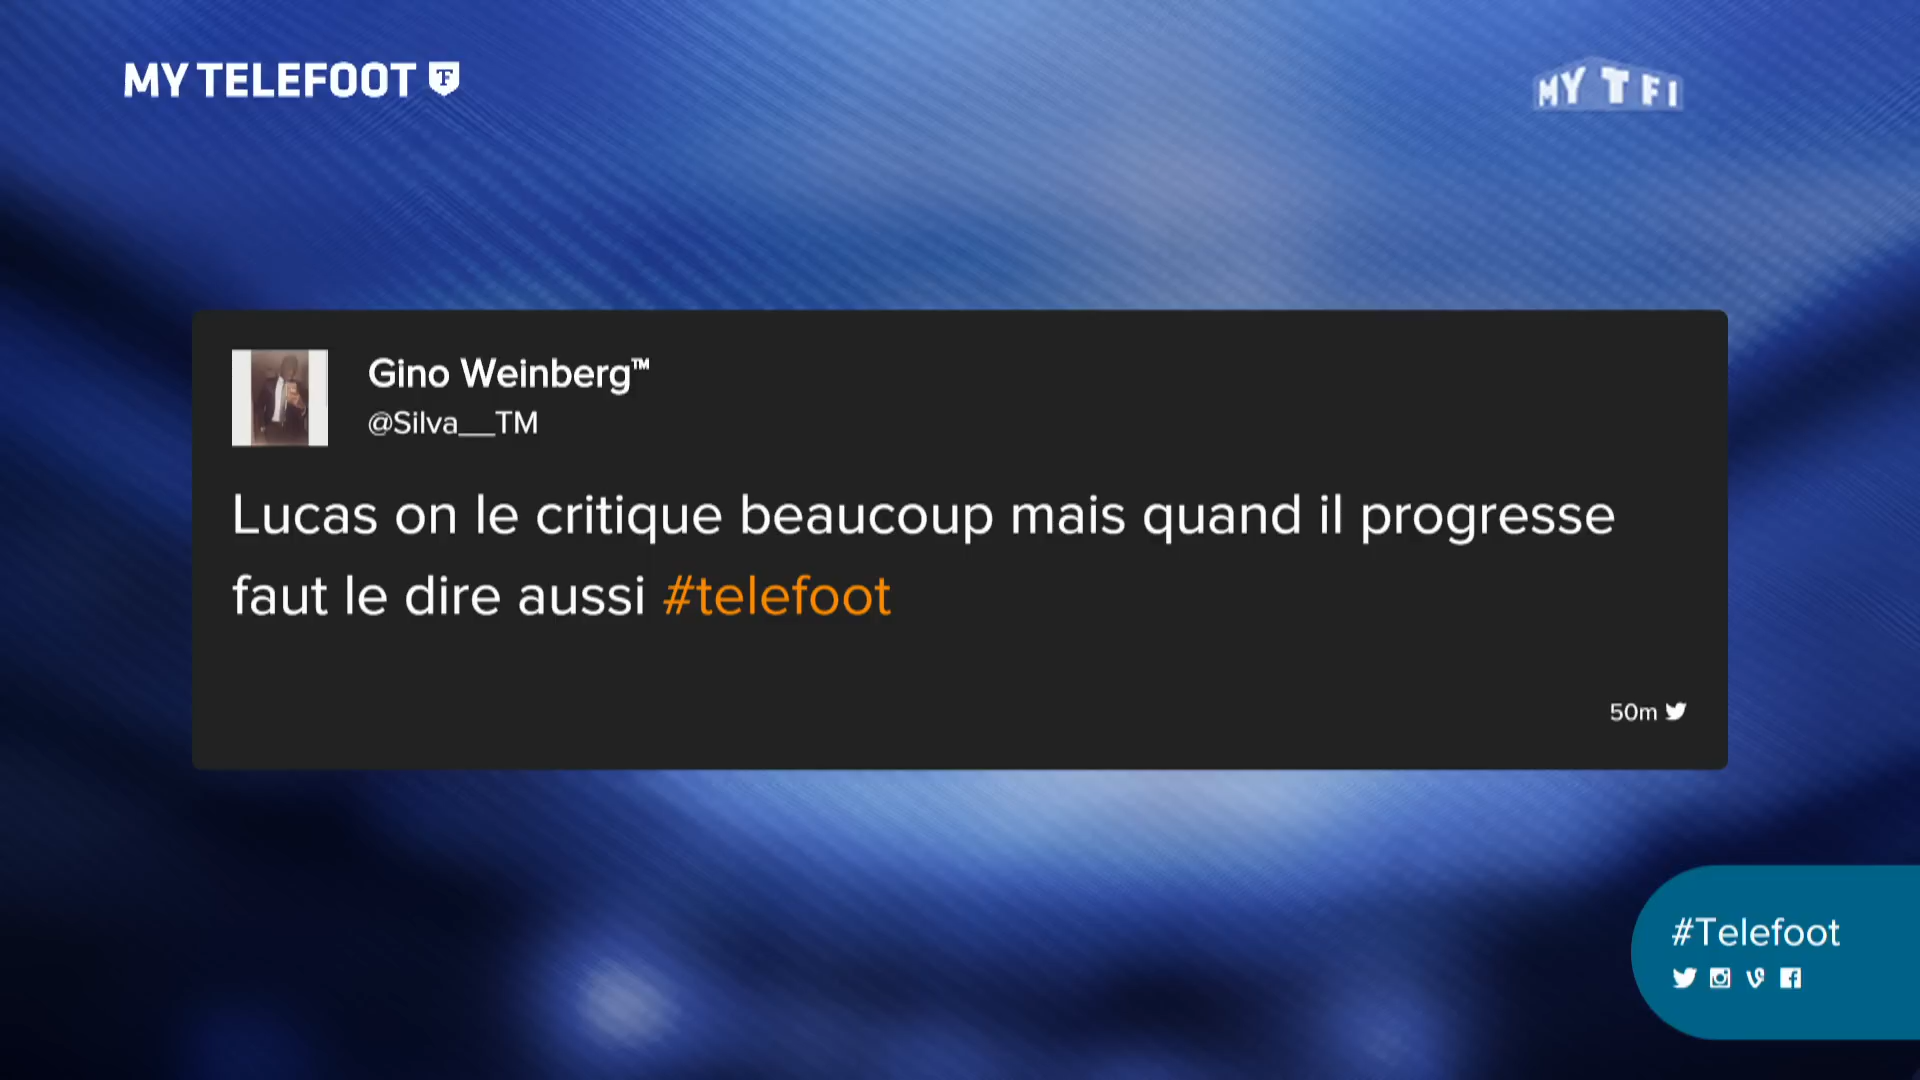 MY TELEFOOT
MY TF1
Gino Weinberg™
@Silva__TM
Lucas on le critique beaucoup mais quand il progresse
faut le dire aussi #telefoot
50m
#Telefoot